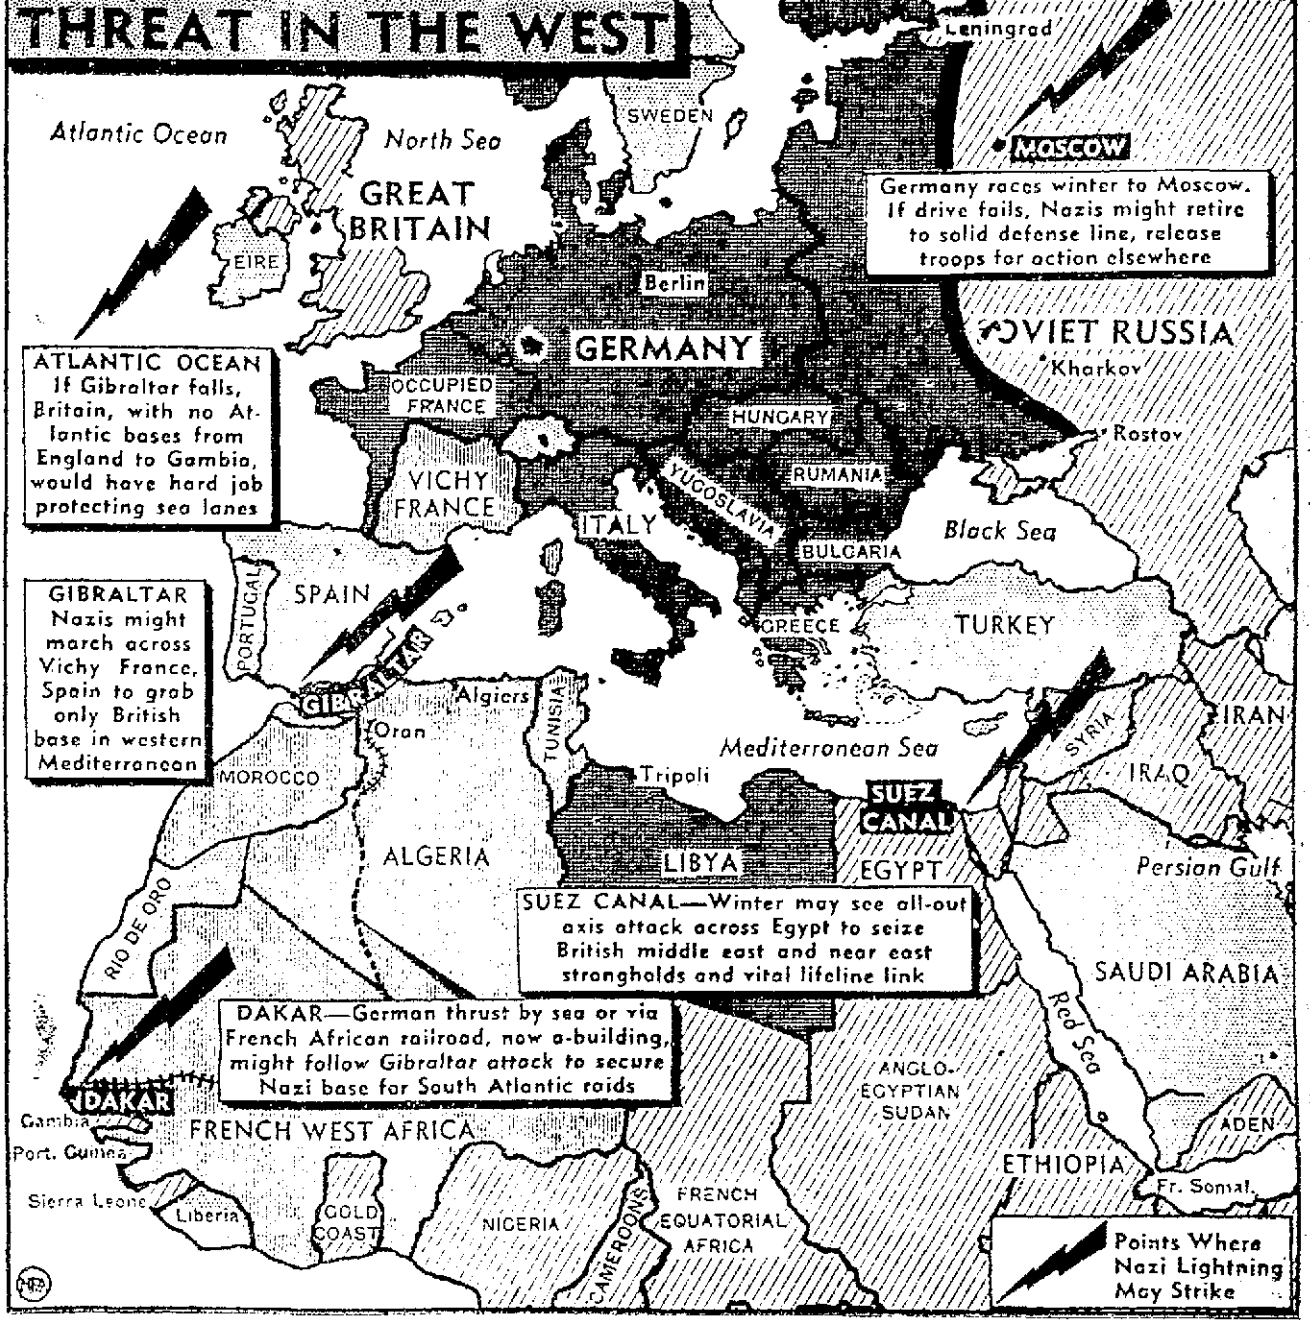 THREAT IN THE WEST
Leningrad
SWEDEN
Atlantic Ocean
North Sea
MOSCOW
Germany races winter to Moscow.
If drive fails, Nazis might retire
to solid defense line, release
troops for action elsewhere
GREAT
BRITAIN
EIRE
Berlin
GERMANY
SOVIET RUSSIA
Kharkov
ATLANTIC OCEAN
If Gibraltar falls,
Britain, with no At-
lantic bases from
England to Gambia,
would have hard job
protecting sea lanes
OCCUPIED
FRANCE
HUNGARY
Rostov
VICHY
FRANCE
YUGOSLAVIA
RUMANIA
ITALY
Black Sea
BULGARIA
GIBRALTAR
Nazis might
march across
Vichy France,
Spain to grab
only British
base in western
Mediterranean
PORTUGAL
SPAIN
GREECE
TURKEY
GIBRALTAR
Algiers
TUNISIA
Oran
Mediterranean Sea
SYRIA
IRAN
MOROCCO
Tripoli
IRAQ
SUEZ
CANAL
ALGERIA
LIBYA
EGYPT
Persian Gulf
RIO DE ORO
SUEZ CANAL—Winter may see all-out
axis attack across Egypt to seize
British middle east and near east
strongholds and vital lifeline link
SAUDI ARABIA
Red Sea
DAKAR—German thrust by sea or via
French African railroad, now a-building,
might follow Gibraltar attack to secure
Nazi base for South Atlantic raids
DAKAR
ANGLO-
EGYPTIAN
SUDAN
Gambia
FRENCH WEST AFRICA
ADEN
Port. Guinea
ETHIOPIA
Fr. Somal.
Sierra Leone
Liberia
GOLD
COAST
NIGERIA
CAMEROONS
FRENCH
EQUATORIAL
AFRICA
Points Where
Nazi Lightning
May Strike
NEA